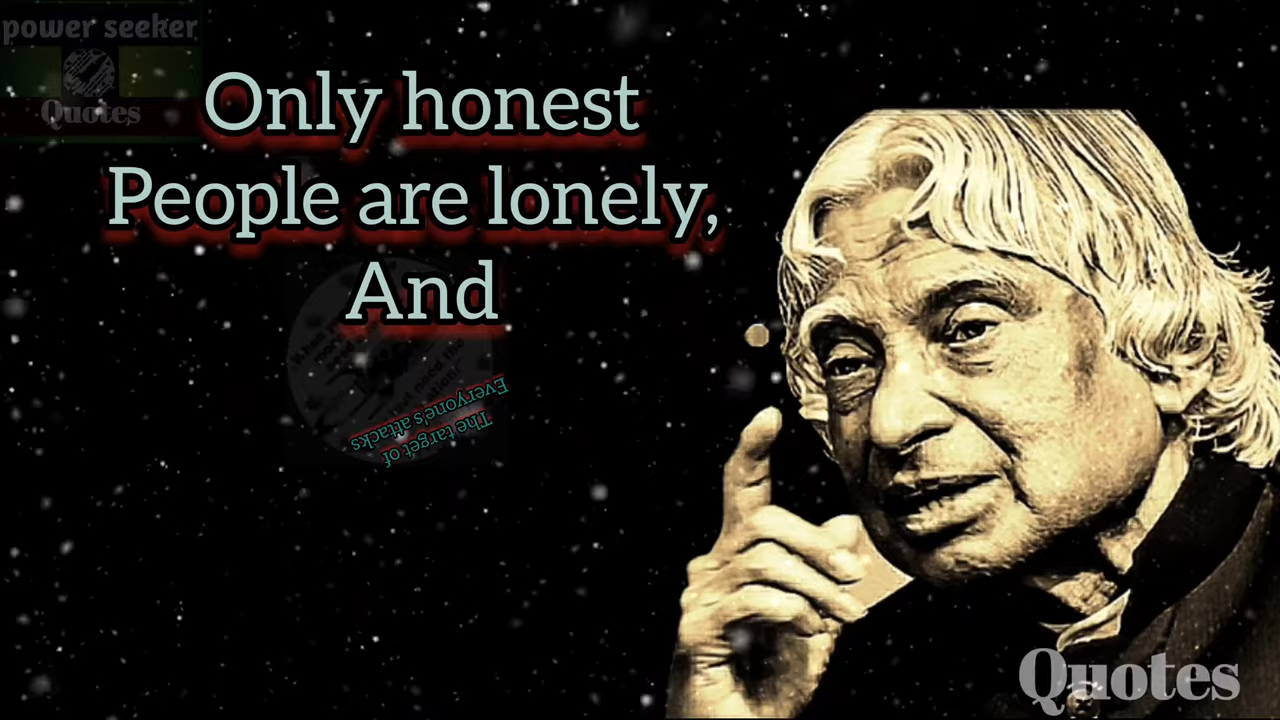 power seeker
Quotes
Only honest
People are lonely,
And
The target of
Everyone's attacks
Quotes